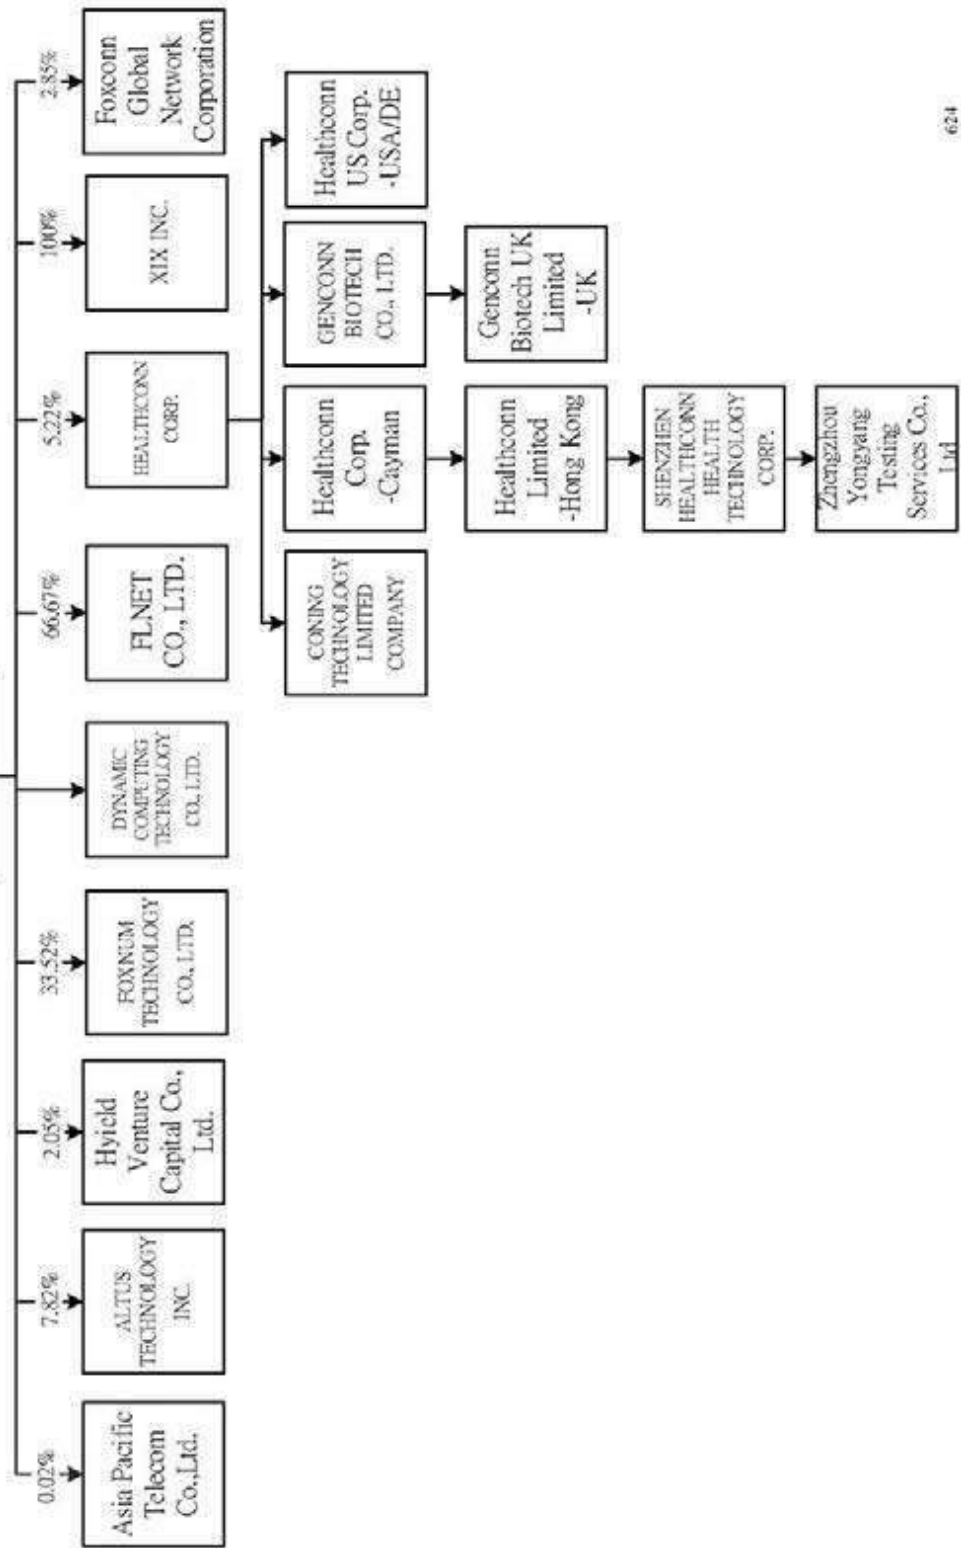 0.02%
7.82%
2.05%
33.52%
66.67%
5.22%
100%
2.85%
Asia Pacific
Telecom
Co.,Ltd.
ALTUS
TECHNOLOGY
INC.
Hyield
Venture
Capital Co.,
Ltd.
FOXNUM
TECHNOLOGY
CO., LTD.
DYNAMIC
COMPUTING
TECHNOLOGY
CO., LTD.
FLNET
CO., LTD.
HEALTHCONN
CORP.
XIX INC.
Foxconn
Global
Network
Corporation
CONING
TECHNOLOGY
LIMITED
COMPANY
Healthconn
Corp.
-Cayman
GENCONN
BIOTECH
CO., LTD.
Healthconn
US Corp.
-USA/DE
Healthconn
Limited
-Hong Kong
Genconn
Biotech UK
Limited
-UK
SHENZHEN
HEALTHCONN
HEALTH
TECHNOLOGY
CORP.
Zhengzhou
Yongyang
Testing
Services Co.,
Ltd
624